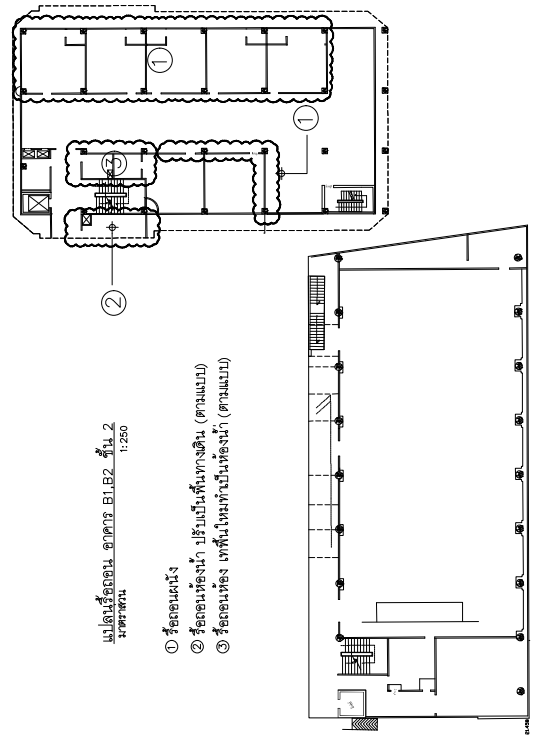 แปลนรื้อถอน อาคาร B1,B2 ชั้น 2
มาตราส่วน 1:250
① รื้อถอนผนัง
② รื้อถอนห้องน้ำ ปรับเป็นพื้นทางเดิน (ตามแบบ)
③ รื้อถอนห้อง เทพื้นใหม่ทำเป็นห้องน้ำ (ตามแบบ)
1
1
2
3